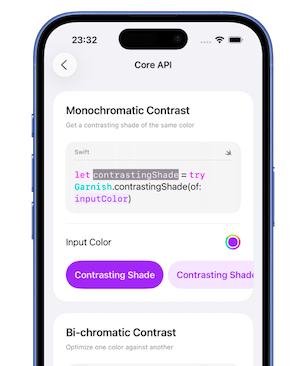 23:32
Core API
Monochromatic Contrast
Get a contrasting shade of the same color
Swift
let contrastingShade = try
Garnish.contrastingShade(of:
inputColor)
Input Color
Contrasting Shade
Contrasting Shade
Bi-chromatic Contrast
Optimize one color against another